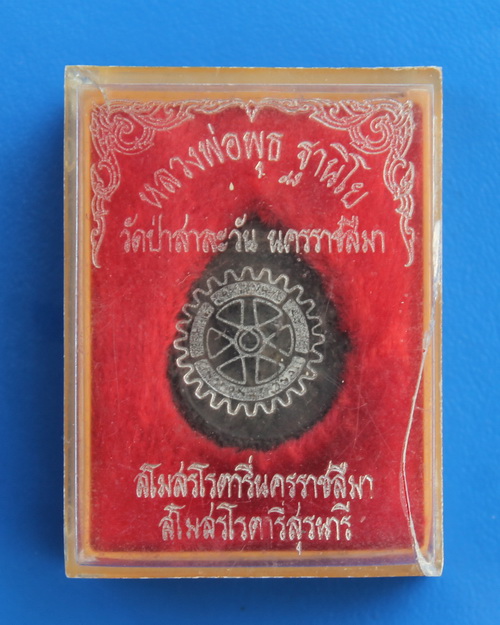 หลวงพ่อพุธ ฐานิโย
วัดป่าสาละวัน นครราชสีมา
สโมสรโรตารี่นครราชสีมา
สโมสรโรตารี่สุรนารี